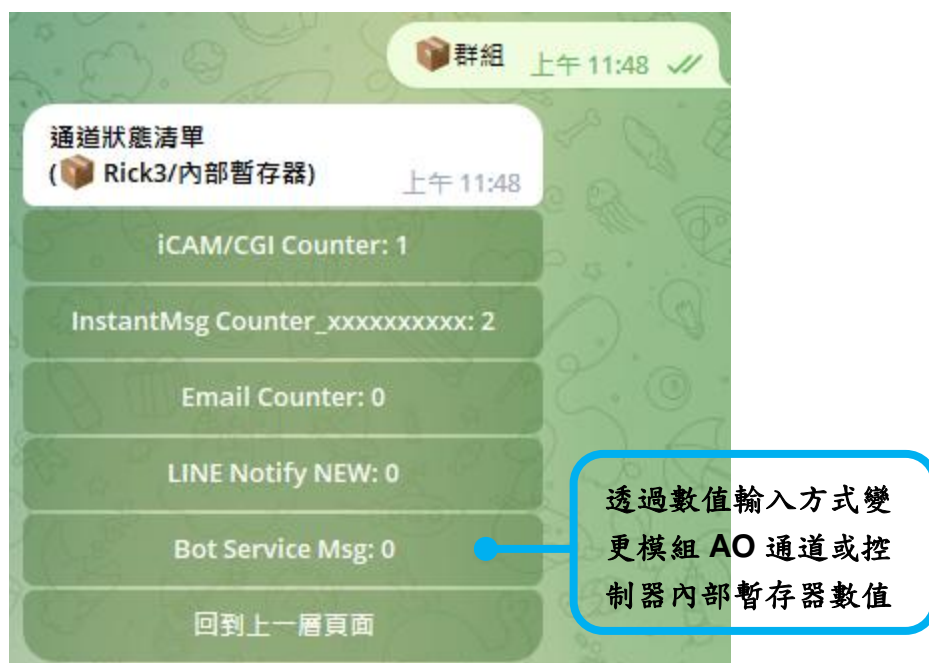 📦群組 上午 11:48
通道狀態清單
(📦 Rick3/內部暫存器) 上午 11:48
iCAM/CGI Counter: 1
InstantMsg Counter_xxxxxxxxxx: 2
Email Counter: 0
LINE Notify NEW: 0
Bot Service Msg: 0
回到上一層頁面
透過數值輸入方式變
更模組 AO 通道或控
制器內部暫存器數值